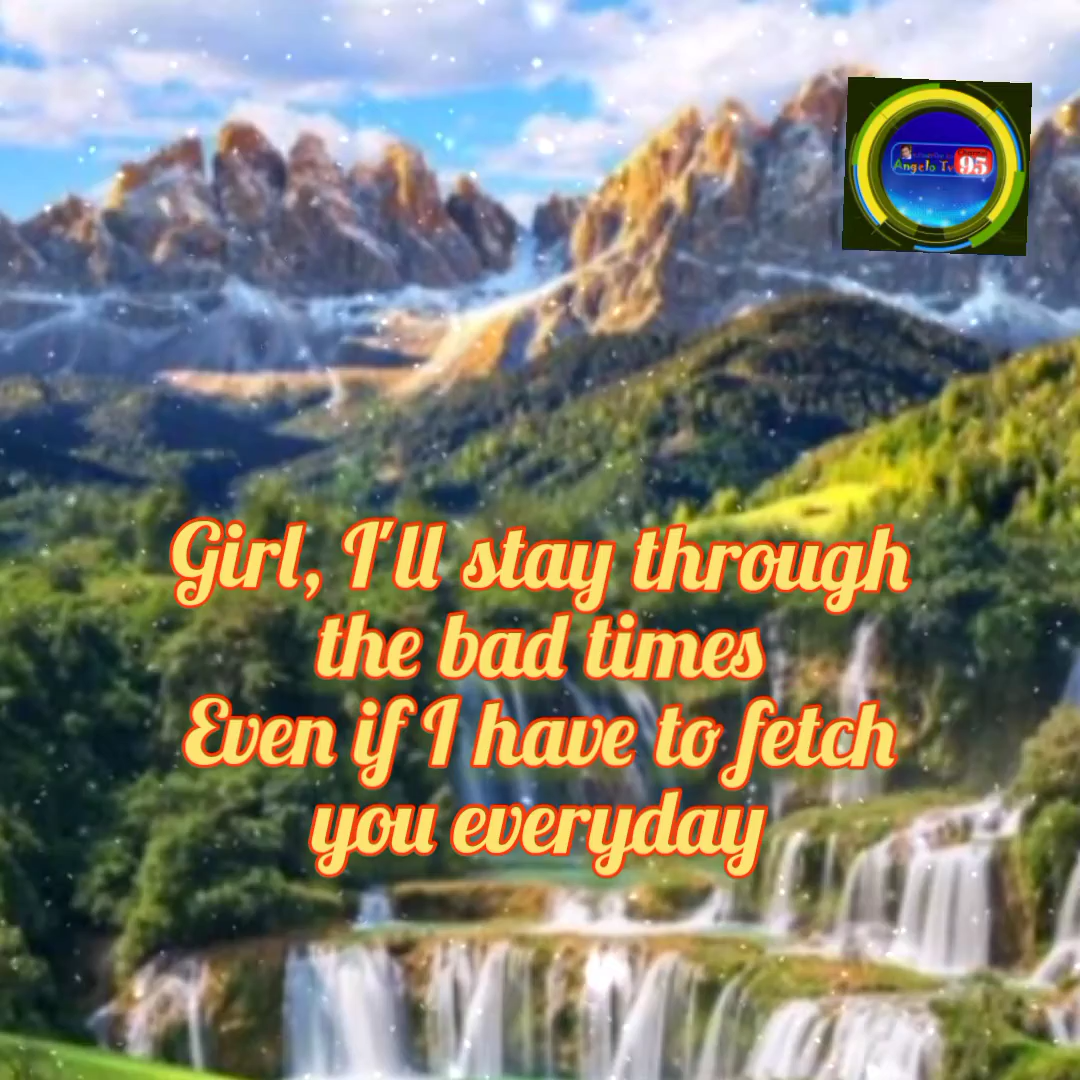 Angelo Tv
95
Girl, I'll stay through
the bad times
Even if I have to fetch
you everyday